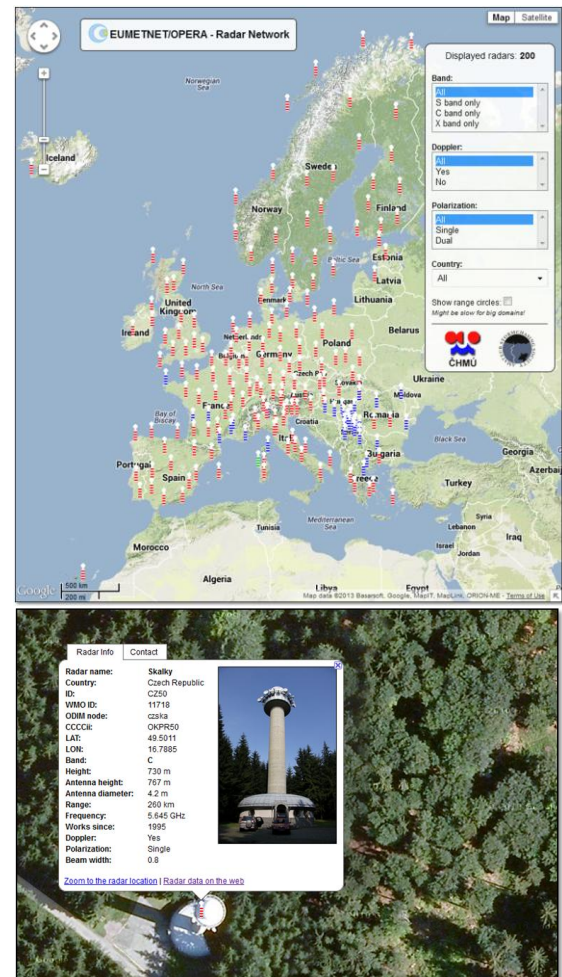 Map Satellite
EUMETNET/OPERA - Radar Network
Displayed radars: 200
Band:
All
S band only
C band only
X band only
Doppler:
All
Yes
No
Polarization:
All
Single
Dual
Country:
All
Show range circles:
Might be slow for big domains!
ČHMÚ
Norwegian
Sea
Iceland
Sweden
Norway
Finland
Estonia
Baltic Sea
Latvia
North Sea
Denmark
Lithuania
United
Kingdom
Ireland
Belarus
Poland
Germany
Ukraine
France
Moldova
Bay of
Biscay
Croatia
Romania
Black Sea
Georgia
Bulgaria
Portugal
Spain
Greece
Turkey
Azerbai
Syria
Mediterranean
Sea
Tunisia
Lebanon
Iraq
Israel
Jordan
Morocco
Algeria
Libya
Egypt
Google
500 km
200 mi
Map data ©2013 Basarsoft, Google, MapIT, MapLink, ORION-ME - Terms of Use
Radar Info Contact
Radar name: Skalky
Country: Czech Republic
ID: CZ50
WMO ID: 11718
ODIM node: czska
CCCCii: OKPR50
LAT: 49.5011
LON: 16.7885
Band: C
Height: 730 m
Antenna height: 767 m
Antenna diameter: 4.2 m
Range: 260 km
Frequency: 5.645 GHz
Works since: 1995
Doppler: Yes
Polarization: Single
Beam width: 0.8
Zoom to the radar location | Radar data on the web